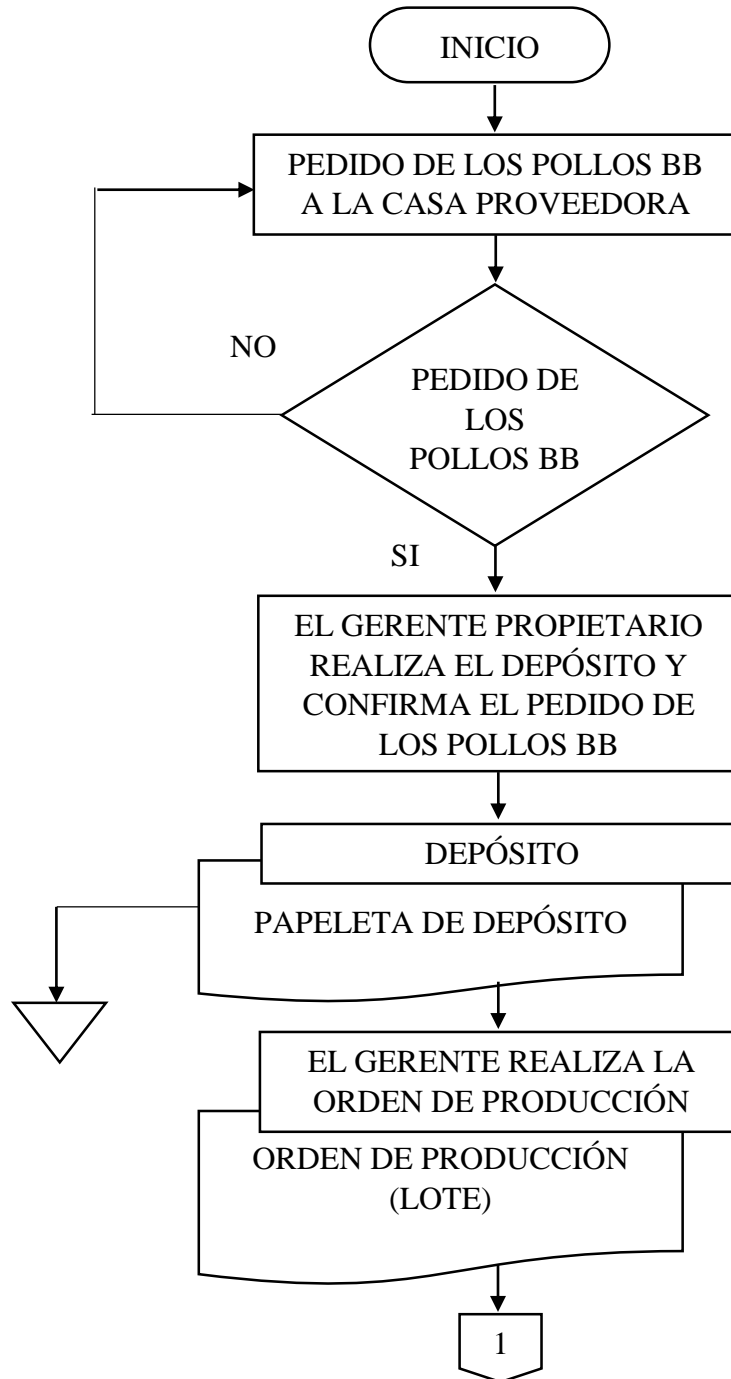 INICIO
PEDIDO DE LOS POLLOS BB
A LA CASA PROVEEDORA
NO
PEDIDO DE
LOS
POLLOS BB
SI
EL GERENTE PROPIETARIO
REALIZA EL DEPÓSITO Y
CONFIRMA EL PEDIDO DE
LOS POLLOS BB
DEPÓSITO
PAPELETA DE DEPÓSITO
EL GERENTE REALIZA LA
ORDEN DE PRODUCCIÓN
ORDEN DE PRODUCCIÓN
(LOTE)
1